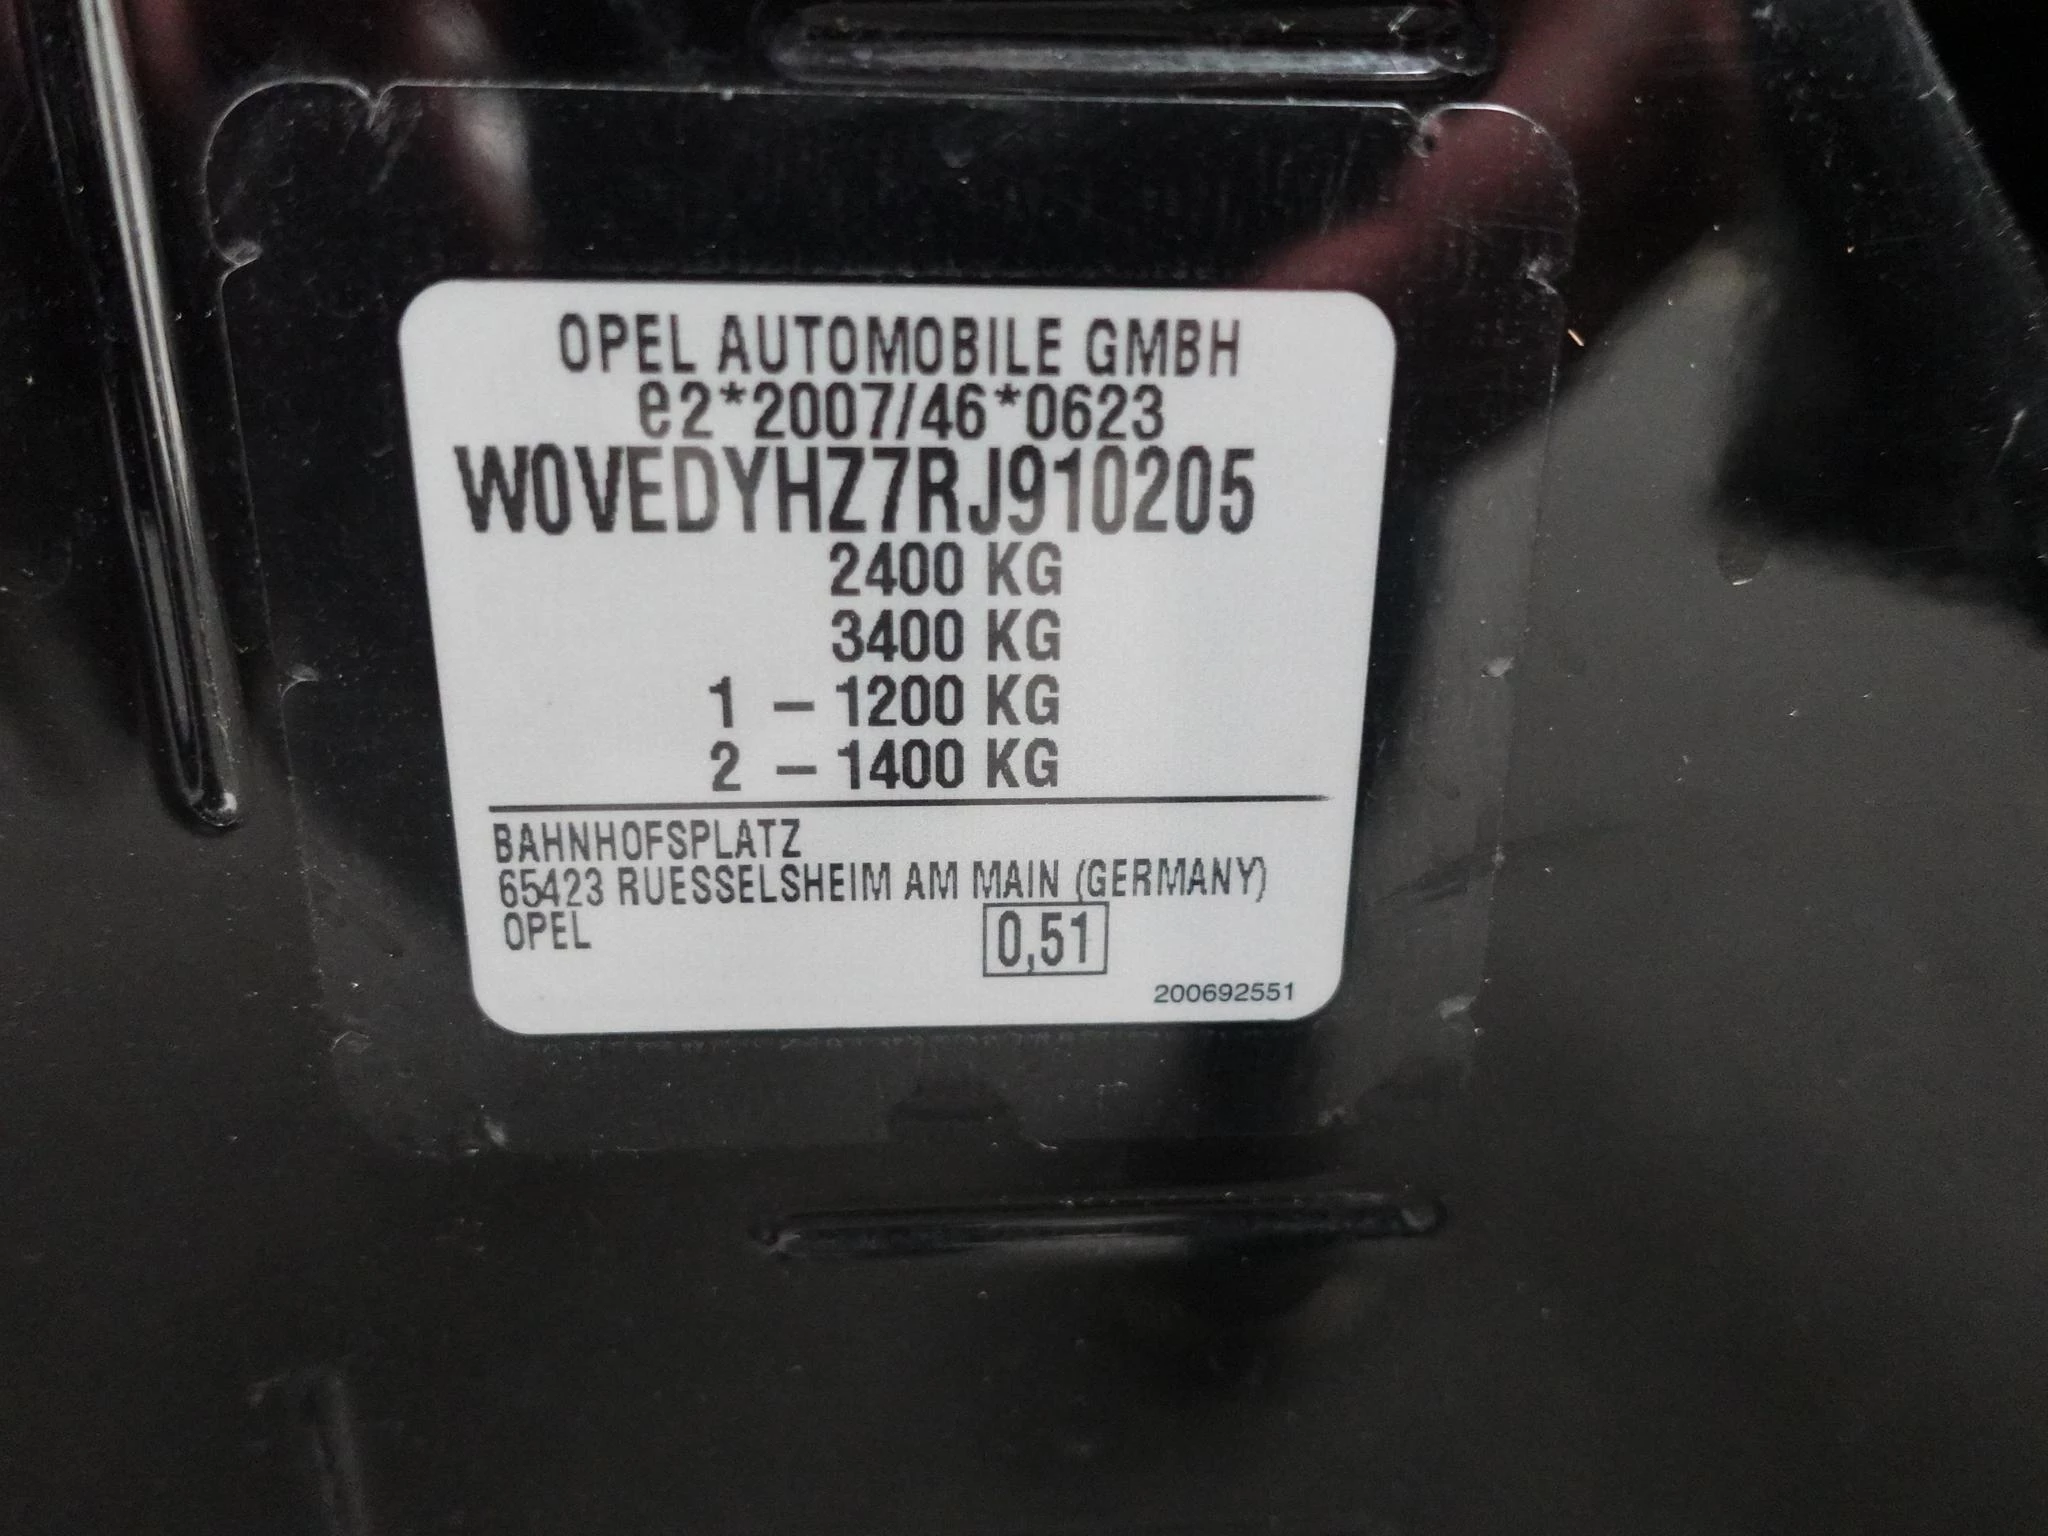 OPEL AUTOMOBILE GMBH
e2*2007/46*0623
W0VEDYHZ7RJ910205
2400 KG
3400 KG
1 – 1200 KG
2 – 1400 KG
BAHNHOFSPLATZ
65423 RUESSELSHEIM AM MAIN (GERMANY)
OPEL 0,51
200692551